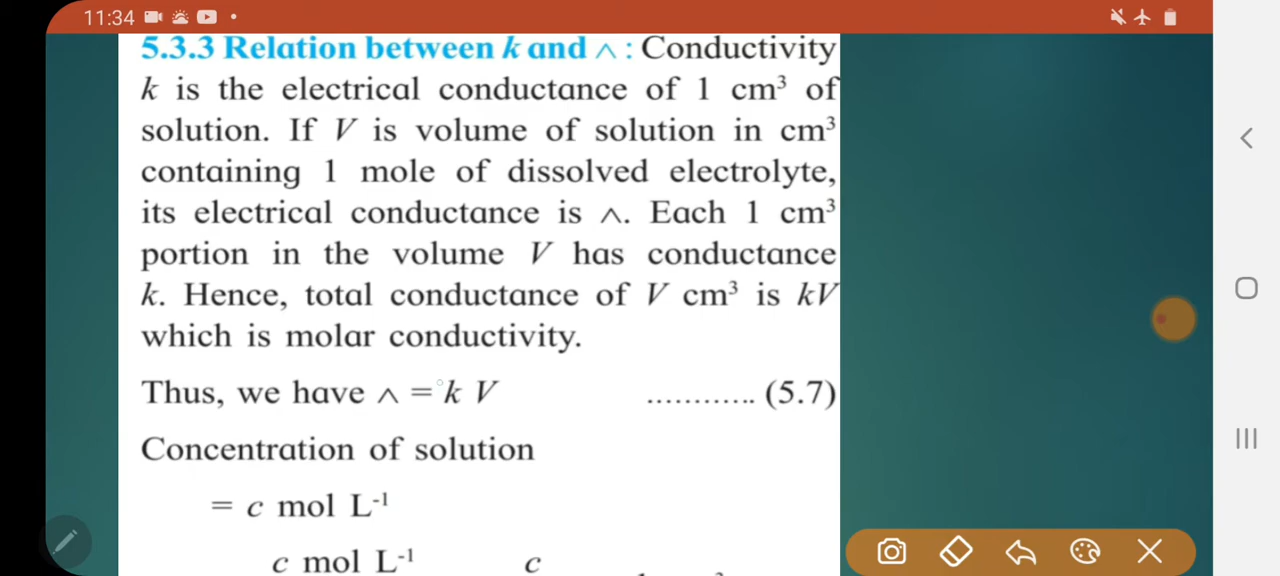 11:34
5.3.3 Relation between k and ∧ : Conductivity
k is the electrical conductance of 1 cm³ of
solution. If V is volume of solution in cm³
containing 1 mole of dissolved electrolyte,
its electrical conductance is ∧. Each 1 cm³
portion in the volume V has conductance
k. Hence, total conductance of V cm³ is kV
which is molar conductivity.
Thus, we have ∧ = k V ............ (5.7)
Concentration of solution
= c mol L⁻¹
c mol L⁻¹ c